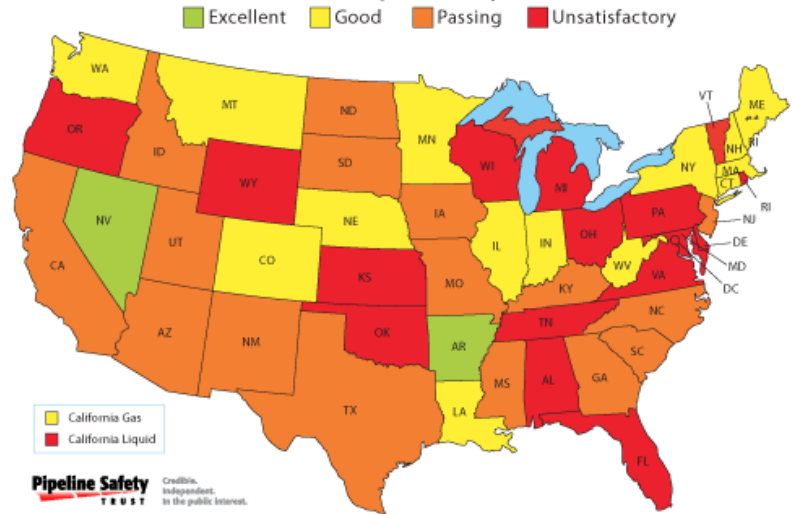 Excellent Good Passing Unsatisfactory
WA
MT
ND
MN
VT
ME
OR
ID
SD
WI
MI
NY
NH
RI
MA
CT
RI
WY
NV
NE
IA
PA
NJ
UT
CO
IL
IN
OH
DE
MD
DC
CA
KS
MO
KY
WV
VA
AZ
NM
OK
AR
TN
NC
SC
TX
LA
MS
AL
GA
FL
California Gas
California Liquid
Pipeline Safety
TRUST
Credible.
Independent.
In the public interest.